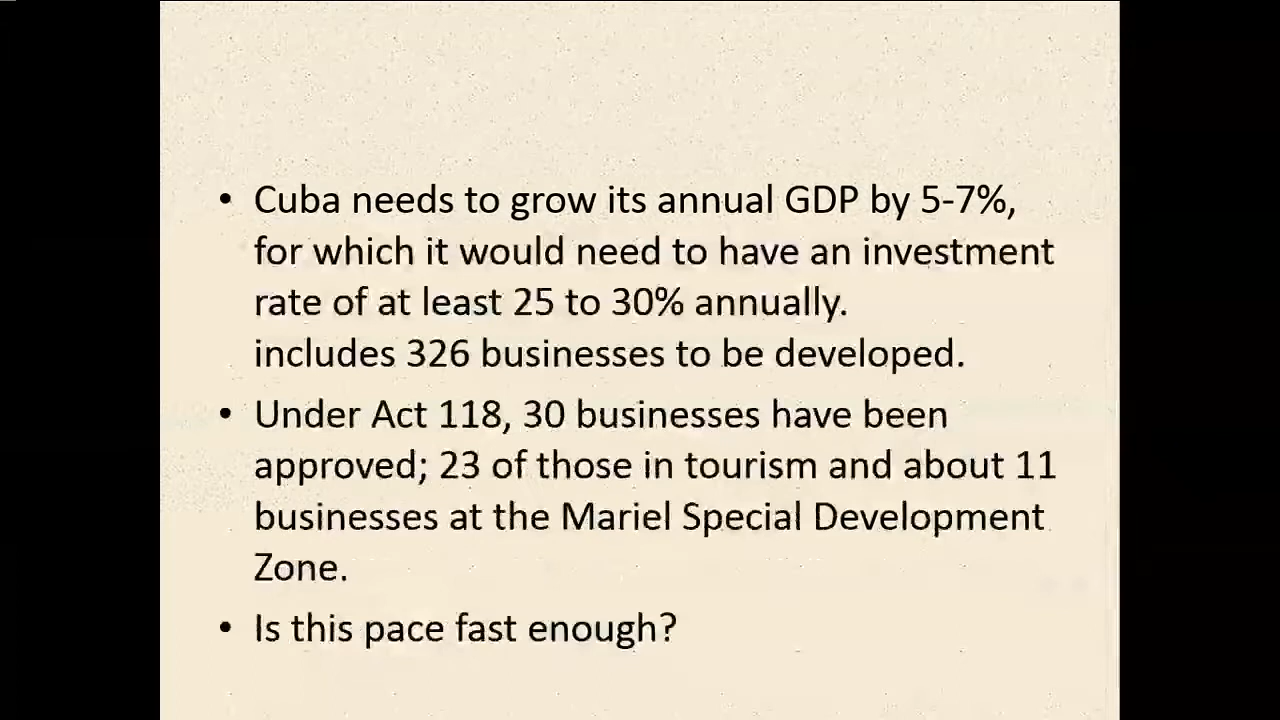 • Cuba needs to grow its annual GDP by 5-7%,
for which it would need to have an investment
rate of at least 25 to 30% annually.
includes 326 businesses to be developed.
• Under Act 118, 30 businesses have been
approved; 23 of those in tourism and about 11
businesses at the Mariel Special Development
Zone.
• Is this pace fast enough?